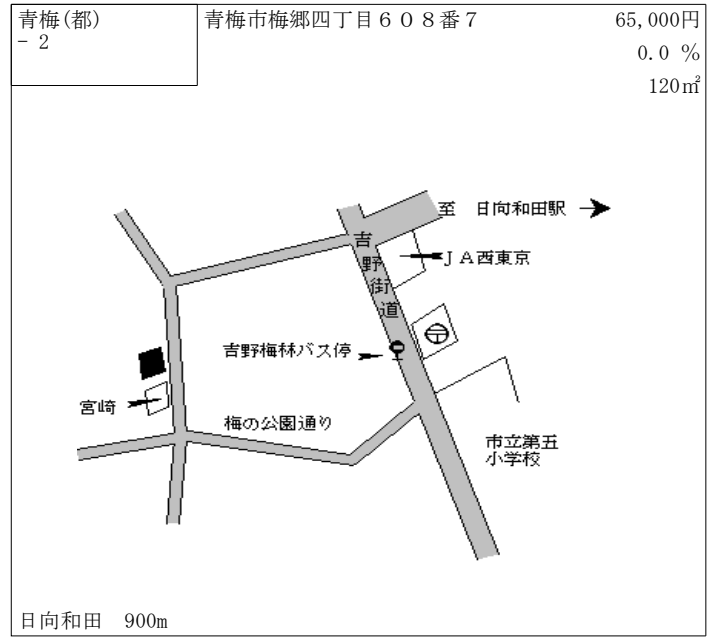 青梅(都)
- 2
青梅市梅郷四丁目６０８番７
65,000円
0.0 %
120㎡
至 日向和田駅
吉野街道
ＪＡ西東京
吉野梅林バス停
宮崎
梅の公園通り
市立第五
小学校
日向和田 900m